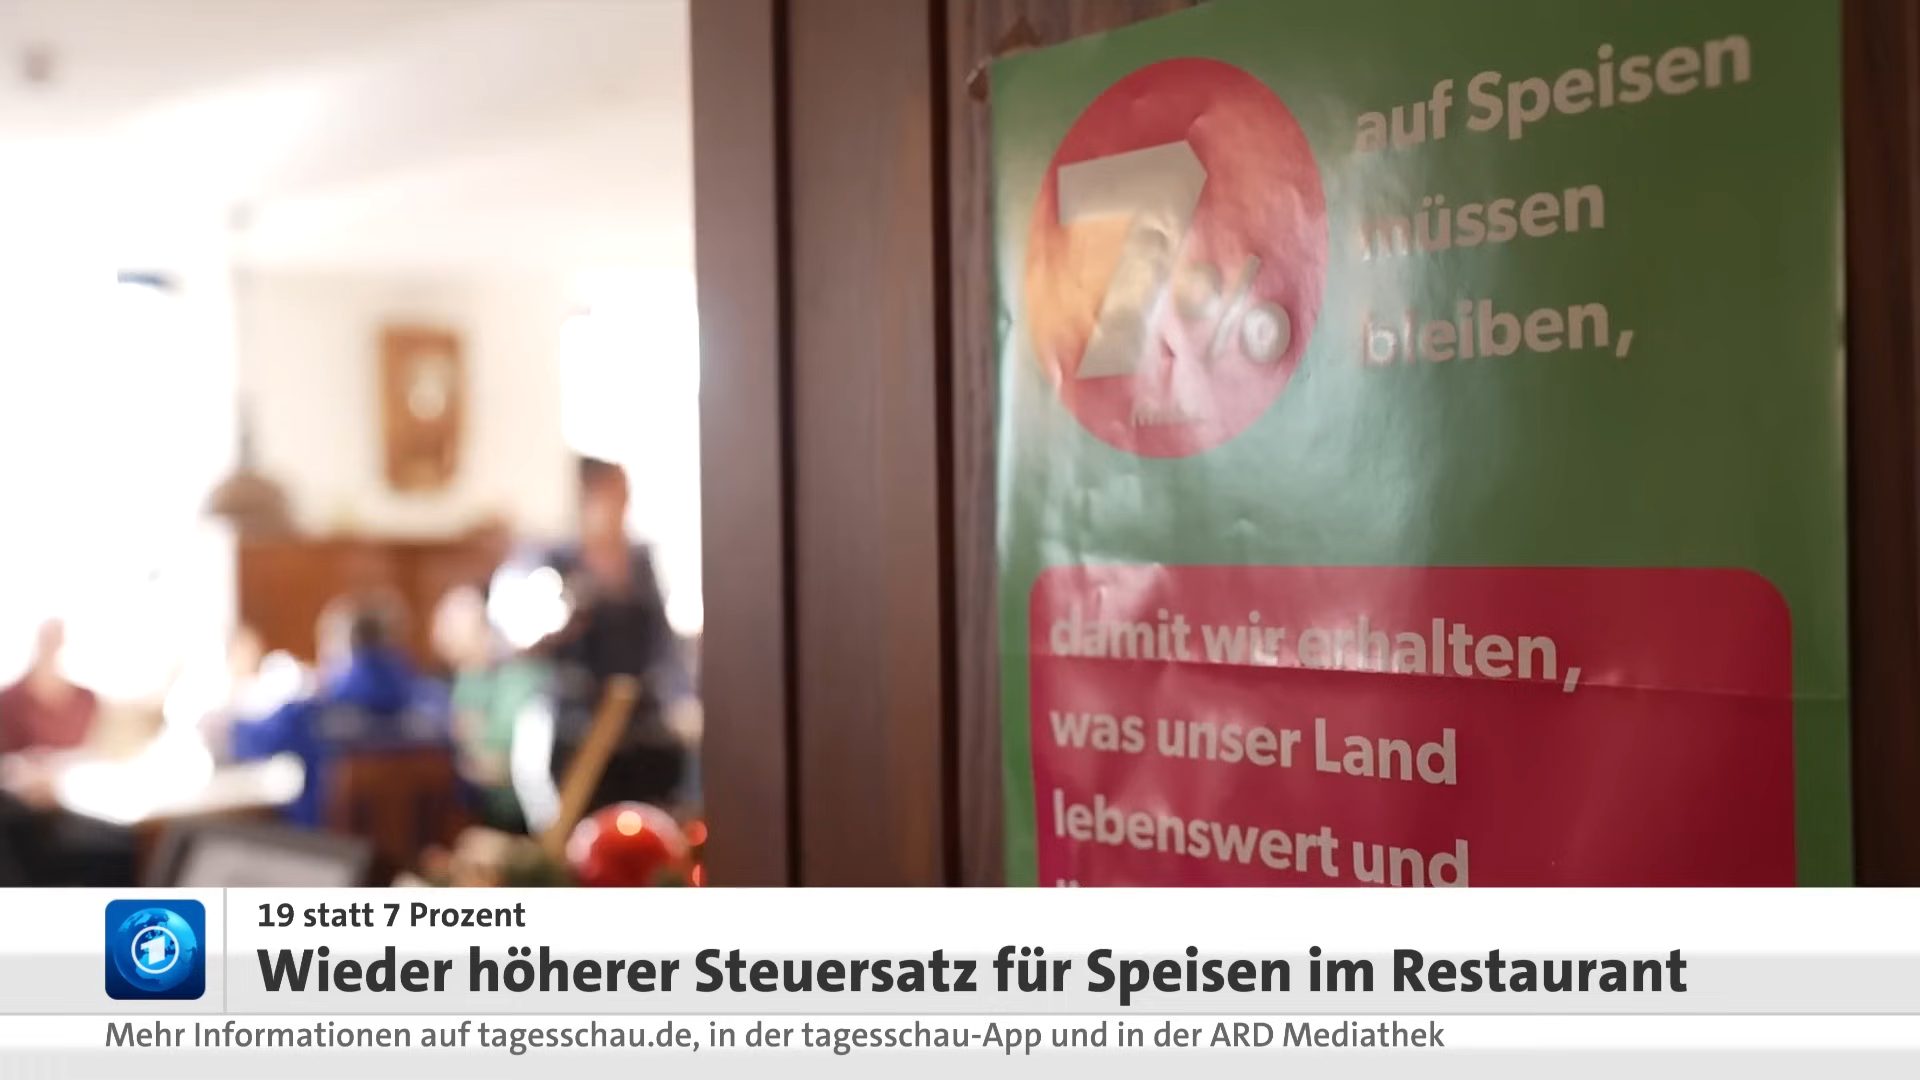 7%
auf Speisen
müssen
bleiben,
damit wir erhalten,
was unser Land
lebenswert und
19 statt 7 Prozent
Wieder höherer Steuersatz für Speisen im Restaurant
Mehr Informationen auf tagesschau.de, in der tagesschau-App und in der ARD Mediathek